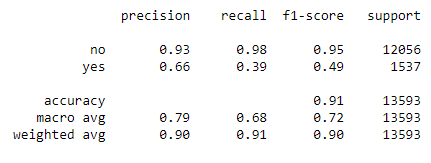 precision recall f1-score support
no 0.93 0.98 0.95 12056
yes 0.66 0.39 0.49 1537
accuracy 0.91 13593
macro avg 0.79 0.68 0.72 13593
weighted avg 0.90 0.91 0.90 13593